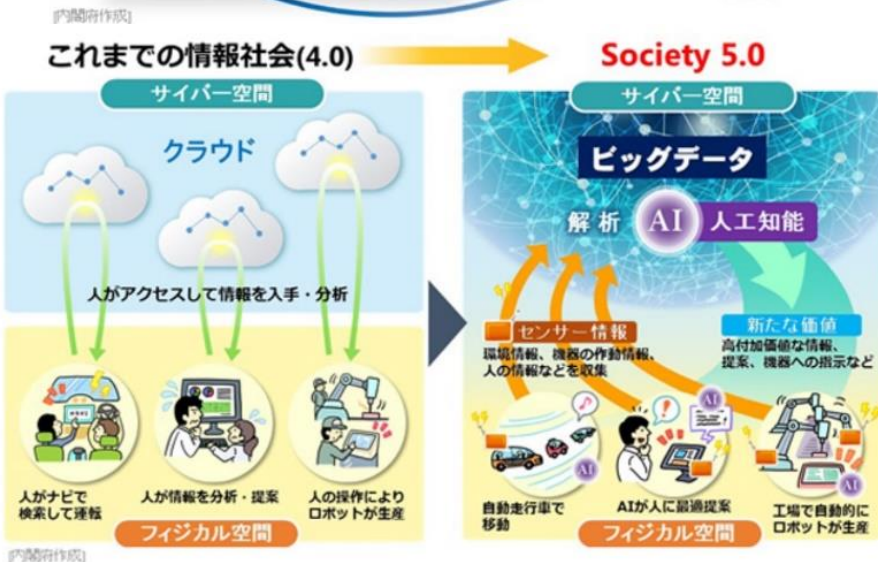 [内閣府作成]
これまでの情報社会(4.0)
Society 5.0
サイバー空間
クラウド
人がアクセスして情報を入手・分析
人がナビで
検索して運転
人が情報を分析・提案
人の操作により
ロボットが生産
フィジカル空間
サイバー空間
ビッグデータ
解析
AI
人工知能
センサー情報
環境情報、機器の作動情報、
人の情報などを収集
新たな価値
高付加価値な情報、
提案、機器への指示など
AI
AI
AI
自動走行車で
移動
AIが人に最適提案
工場で自動的に
ロボットが生産
フィジカル空間
[内閣府作成]